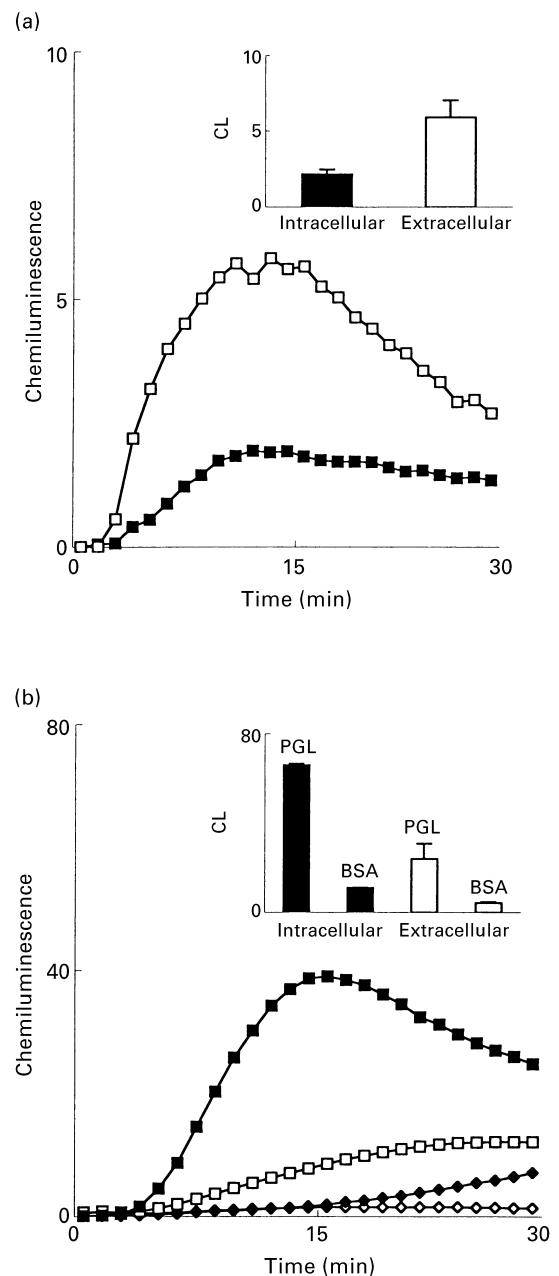 (a)
10
5
0
Chemiluminescence
0 15 30
Time (min)
10
5
0
CL
Intracellular Extracellular
(b)
80
40
0
Chemiluminescence
0 15 30
Time (min)
80
0
CL
PGL
BSA
PGL
BSA
Intracellular Extracellular